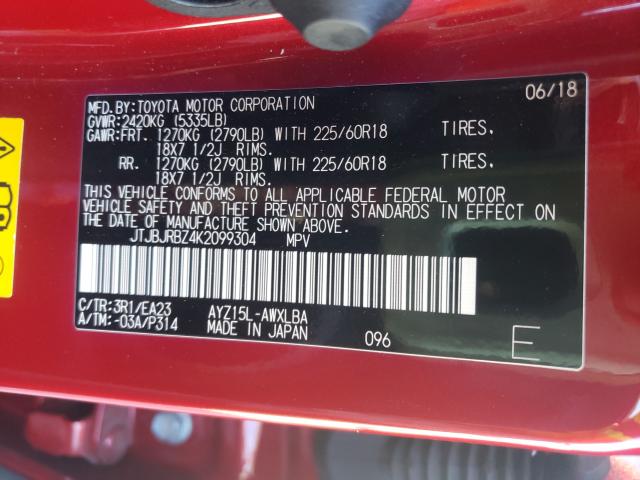 06/18
MFD.BY:TOYOTA MOTOR CORPORATION
GVWR:2420KG (5335LB)
GAWR:FRT. 1270KG (2790LB) WITH 225/60R18 TIRES.
18X7 1/2J RIMS.
RR. 1270KG (2790LB) WITH 225/60R18 TIRES.
18X7 1/2J RIMS.
THIS VEHICLE CONFORMS TO ALL APPLICABLE FEDERAL MOTOR
VEHICLE SAFETY AND THEFT PREVENTION STANDARDS IN EFFECT ON
THE DATE OF MANUFACTURE SHOWN ABOVE.
JTJBJRBZ4K2099304 MPV
C/TR:3R1/EA23 AYZ15L-AWXLBA
A/TM:-03A/P314 MADE IN JAPAN 096 E